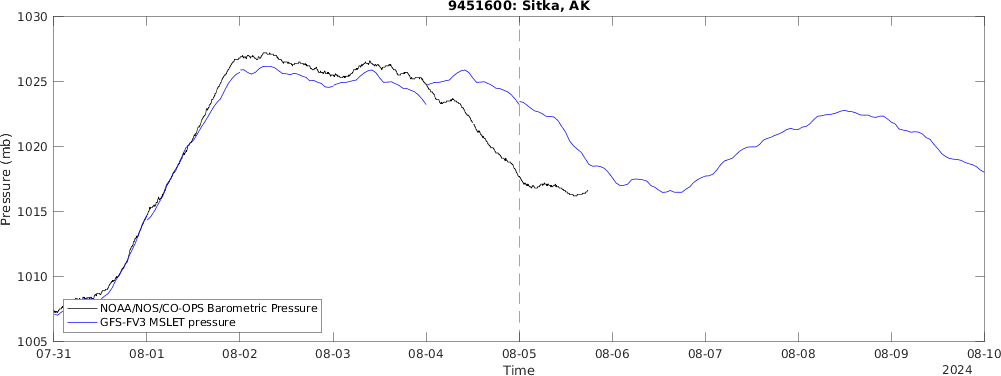 9451600: Sitka, AK
Pressure (mb)
1030
1025
1020
1015
1010
1005
NOAA/NOS/CO-OPS Barometric Pressure
GFS-FV3 MSLET pressure
07-31 08-01 08-02 08-03 08-04 08-05 08-06 08-07 08-08 08-09 08-10
Time
2024